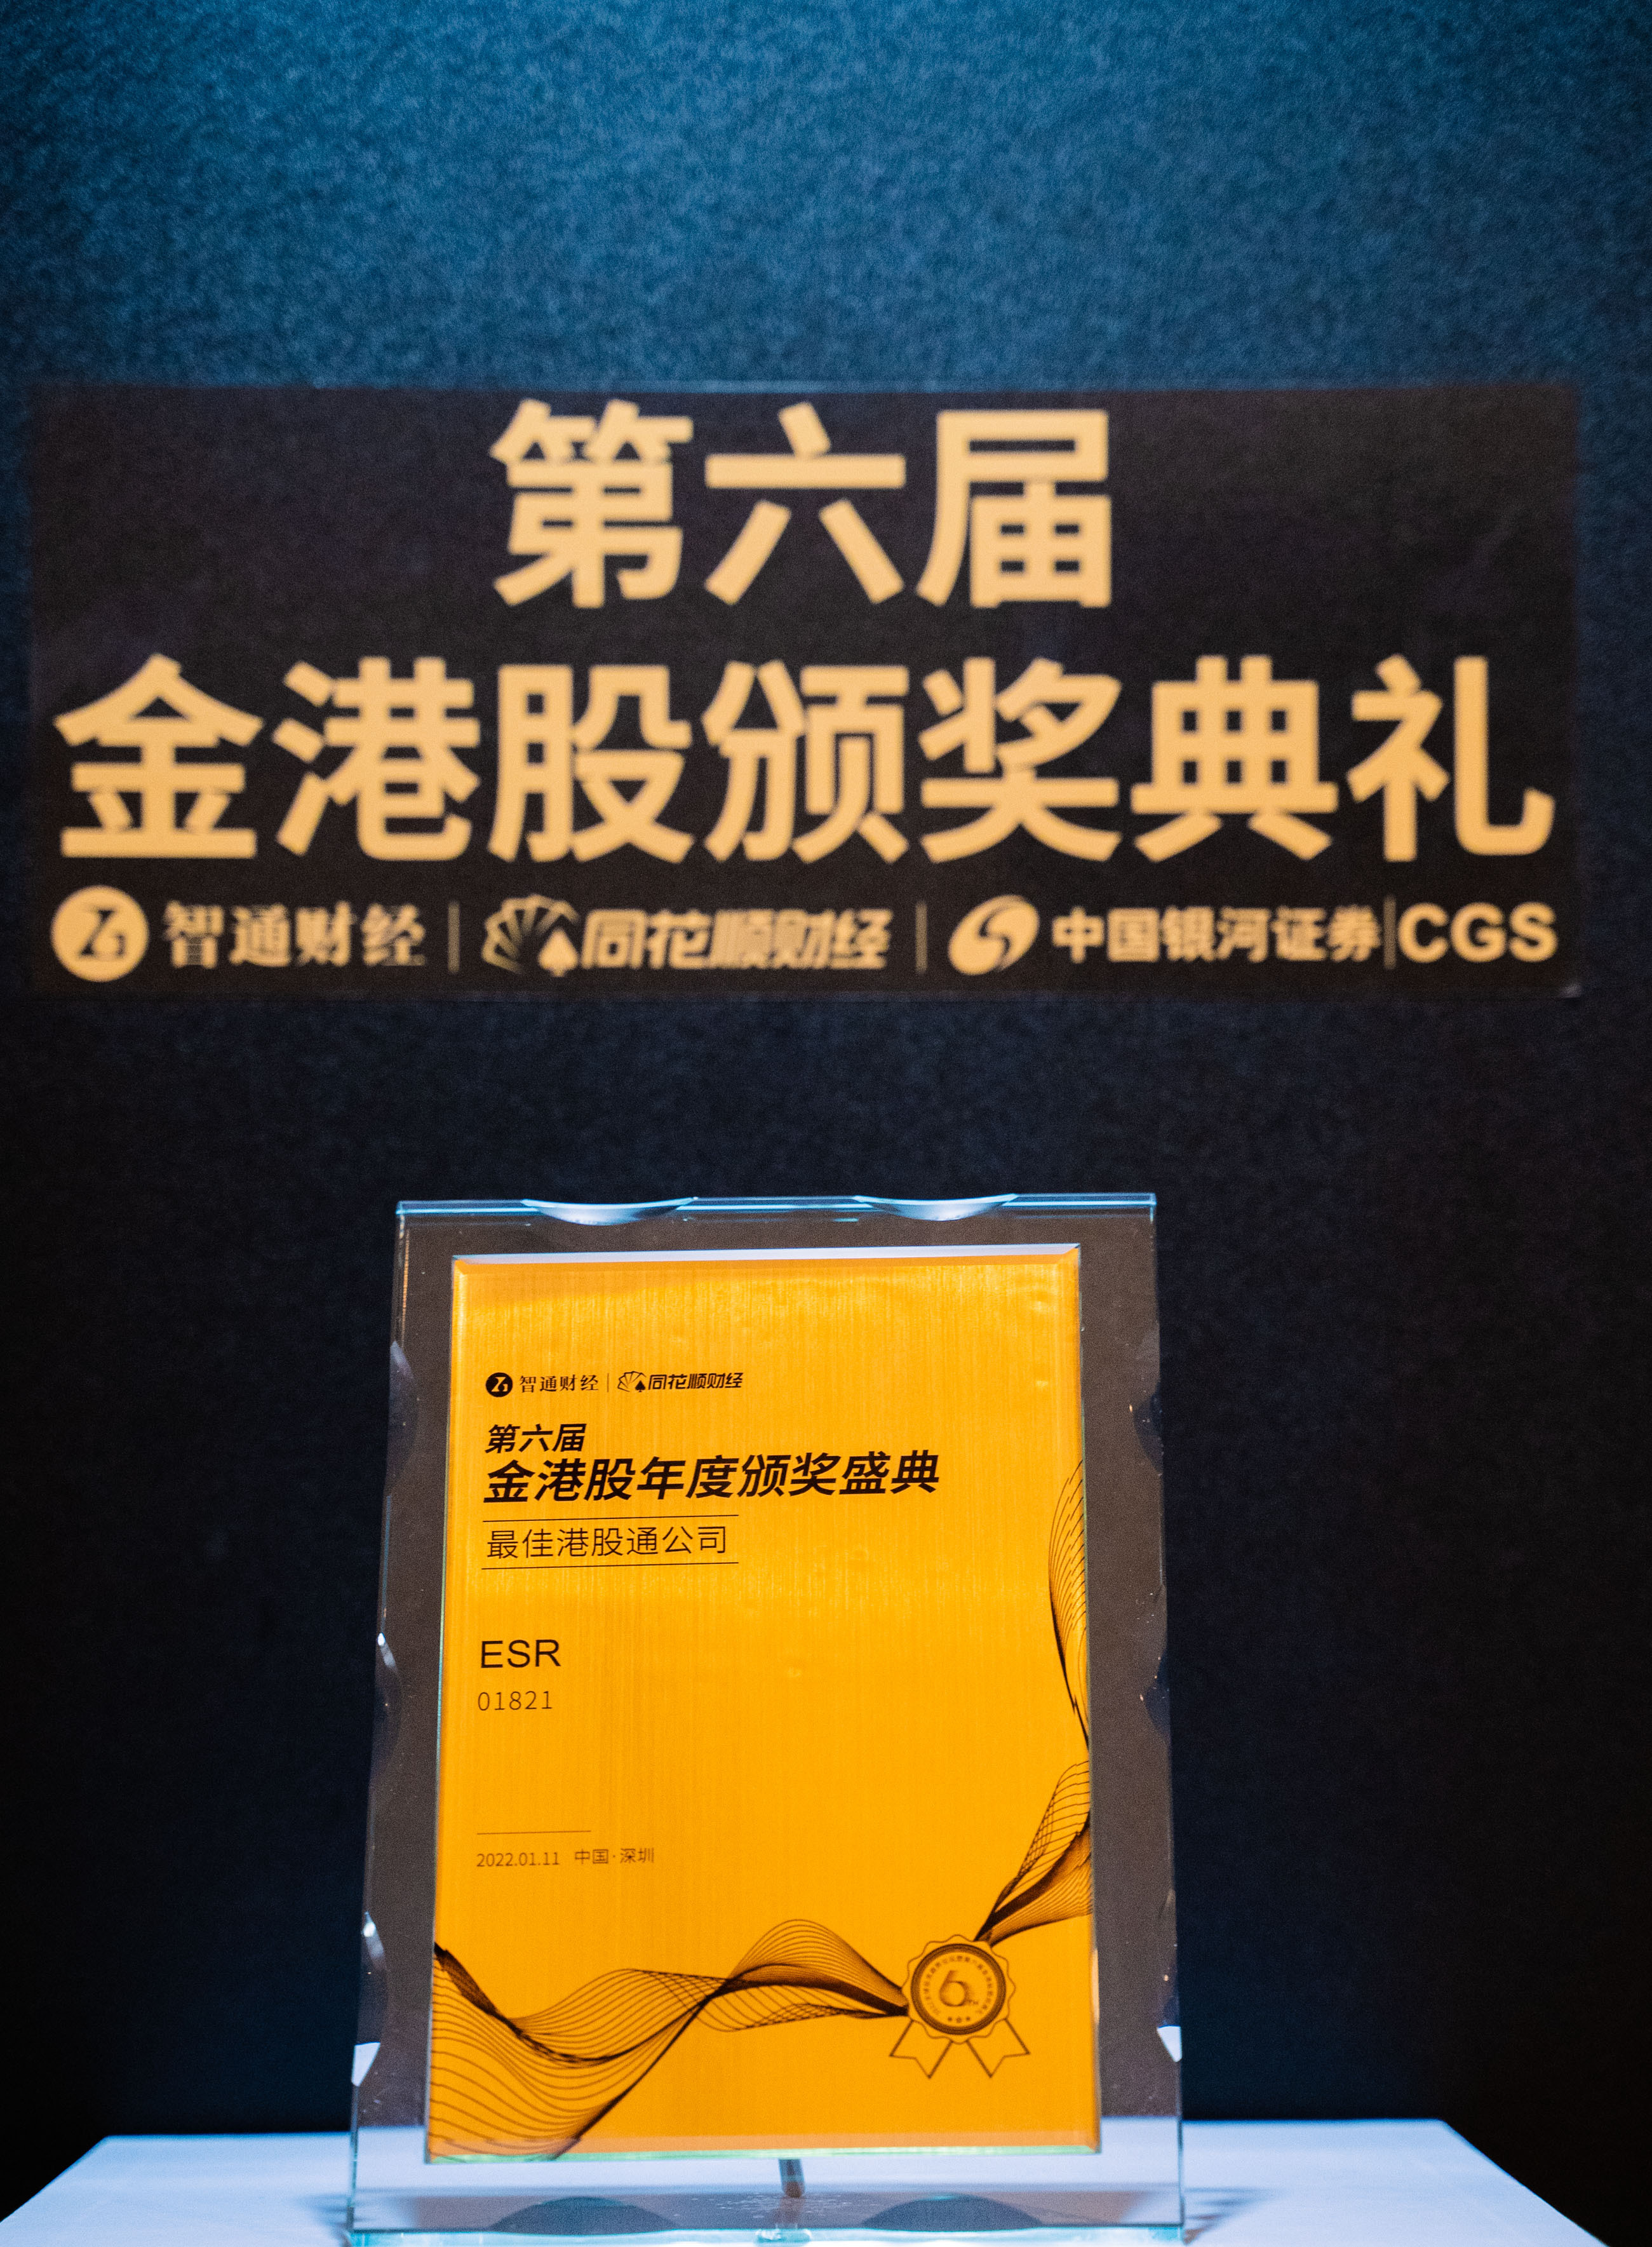 第六届
金港股颁奖典礼
智通财经 | 同花顺财经 | 中国银河证券|CGS
智通财经 | 同花顺财经
第六届
金港股年度颁奖盛典
最佳港股通公司
ESR
01821
2022.01.11 中国·深圳
6TH